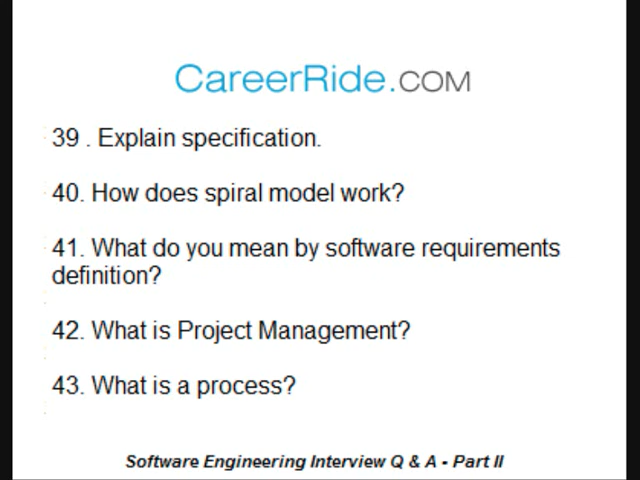 CareerRide.COM
39 . Explain specification.
40. How does spiral model work?
41. What do you mean by software requirements
definition?
42. What is Project Management?
43. What is a process?
Software Engineering Interview Q & A - Part II